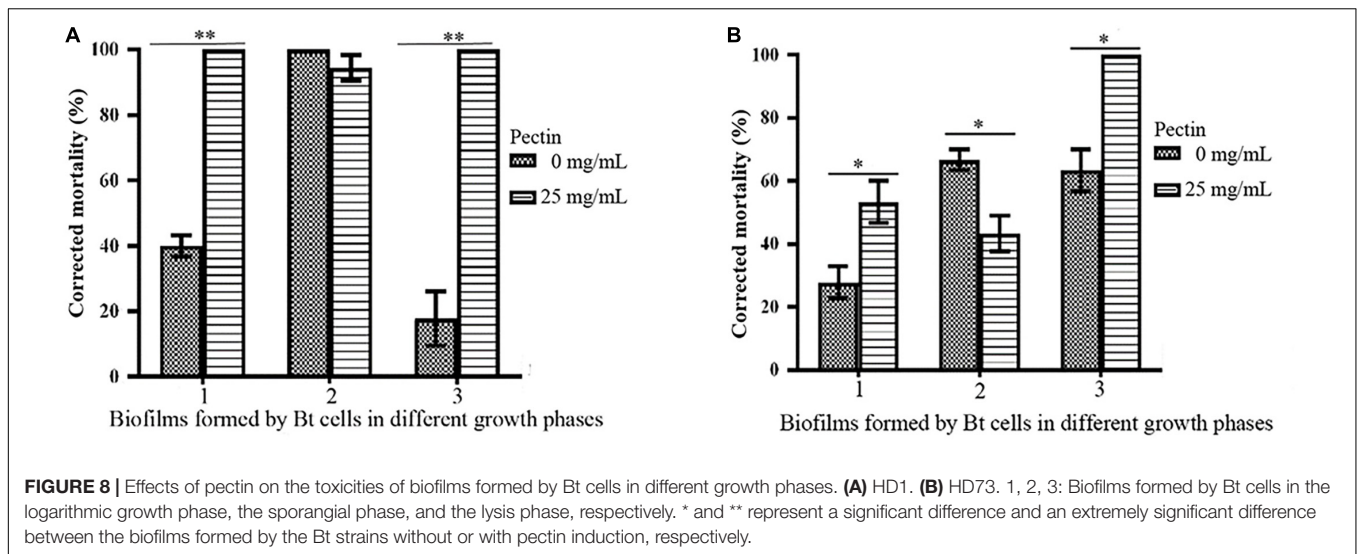 A
**
**
100
80
60
40
20
0
Corrected mortality (%)
Pectin
0 mg/mL
25 mg/mL
1
2
3
Biofilms formed by Bt cells in different growth phases
B
*
*
*
100
80
60
40
20
0
Corrected mortality (%)
Pectin
0 mg/mL
25 mg/mL
1
2
3
Biofilms formed by Bt cells in different growth phases
FIGURE 8 | Effects of pectin on the toxicities of biofilms formed by Bt cells in different growth phases. (A) HD1. (B) HD73. 1, 2, 3: Biofilms formed by Bt cells in the
logarithmic growth phase, the sporangial phase, and the lysis phase, respectively. * and ** represent a significant difference and an extremely significant difference
between the biofilms formed by the Bt strains without or with pectin induction, respectively.